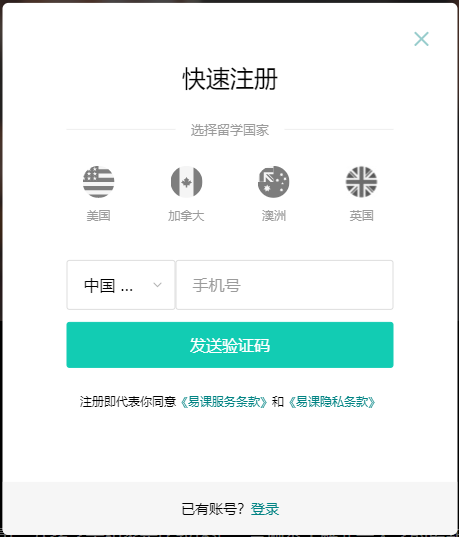 快速注册
选择留学国家
美国 加拿大 澳洲 英国
中国 ... 手机号
发送验证码
注册即代表你同意《易课服务条款》和《易课隐私条款》
已有账号？登录